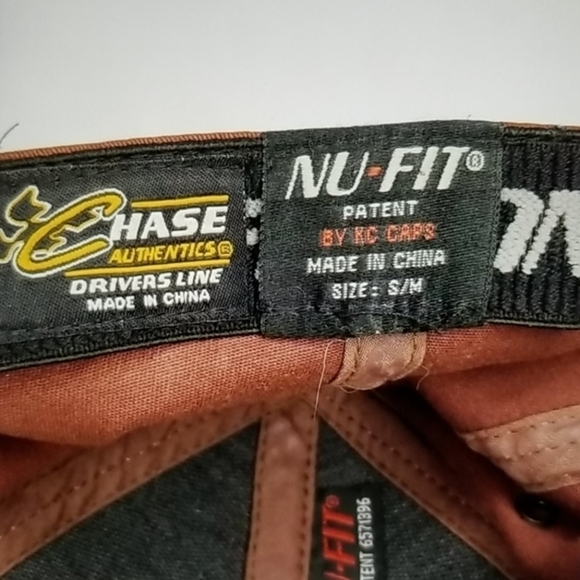 CHASE
AUTHENTICS®
DRIVERS LINE
MADE IN CHINA
NU-FIT®
PATENT
BY KC CAPS
MADE IN CHINA
SIZE: S/M
U-FIT®
TENT 6571396